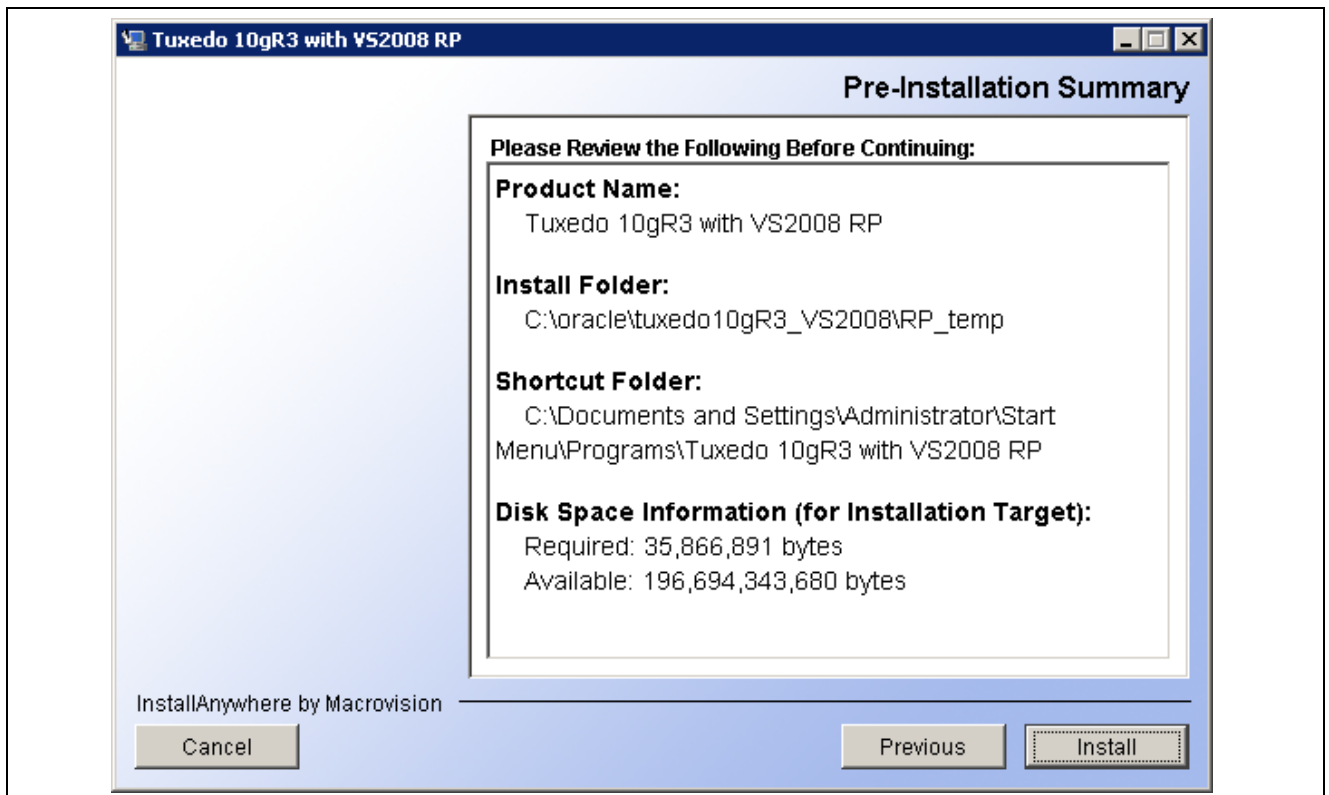 Tuxedo 10gR3 with VS2008 RP
Pre-Installation Summary
Please Review the Following Before Continuing:
Product Name:
Tuxedo 10gR3 with VS2008 RP
Install Folder:
C:\oracle\tuxedo10gR3_VS2008\RP_temp
Shortcut Folder:
C:\Documents and Settings\Administrator\Start
Menu\Programs\Tuxedo 10gR3 with VS2008 RP
Disk Space Information (for Installation Target):
Required: 35,866,891 bytes
Available: 196,694,343,680 bytes
InstallAnywhere by Macrovision
Cancel
Previous
Install